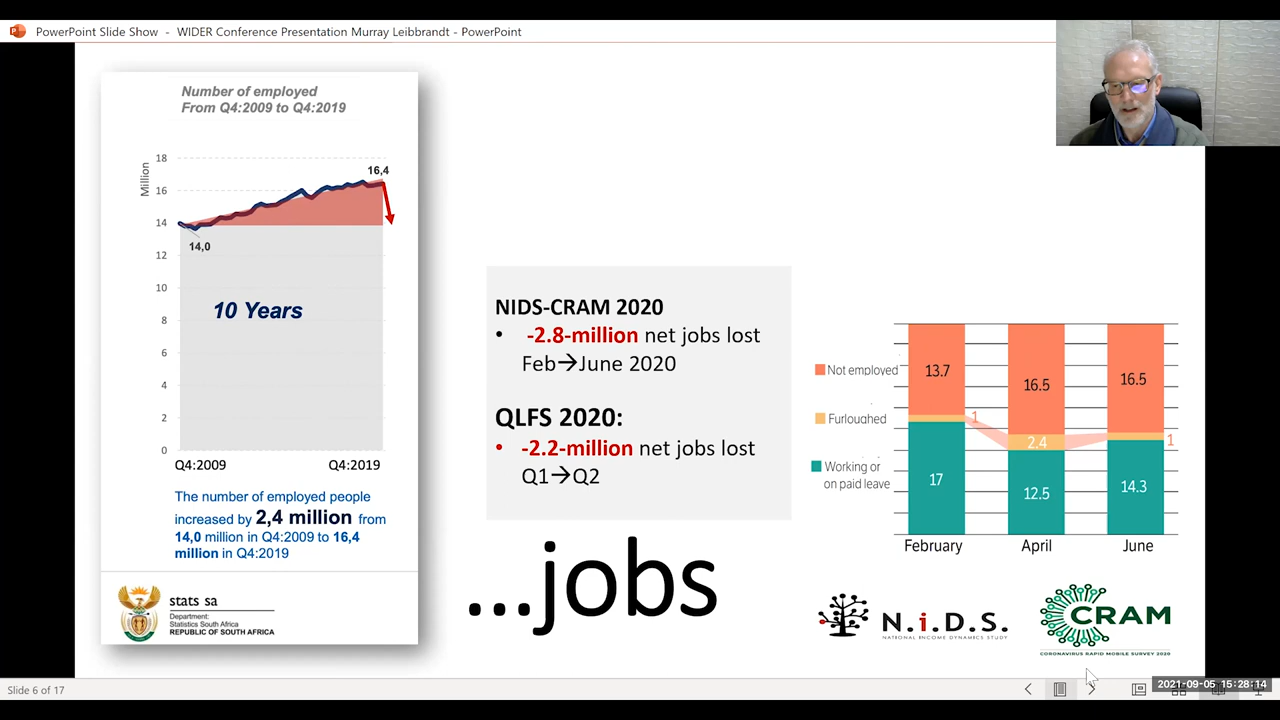 PowerPoint Slide Show - WIDER Conference Presentation Murray Leibbrandt - PowerPoint
Number of employed
From Q4:2009 to Q4:2019
Million
18
16
14
12
10
8
6
4
2
0
16,4
14,0
10 Years
Q4:2009
Q4:2019
The number of employed people
increased by 2,4 million from
14,0 million in Q4:2009 to 16,4
million in Q4:2019
stats sa
Department:
Statistics South Africa
REPUBLIC OF SOUTH AFRICA
NIDS-CRAM 2020
• -2.8-million net jobs lost
Feb→June 2020
QLFS 2020:
• -2.2-million net jobs lost
Q1→Q2
...jobs
Not employed
Furloughed
Working or
on paid leave
13.7
16.5
16.5
1
2.4
1
17
12.5
14.3
February
April
June
N.i.D.S.
NATIONAL INCOME DYNAMICS STUDY
CRAM
CORONAVIRUS RAPID MOBILE SURVEY 2020
Slide 6 of 17
2021-09-05 15:28:14